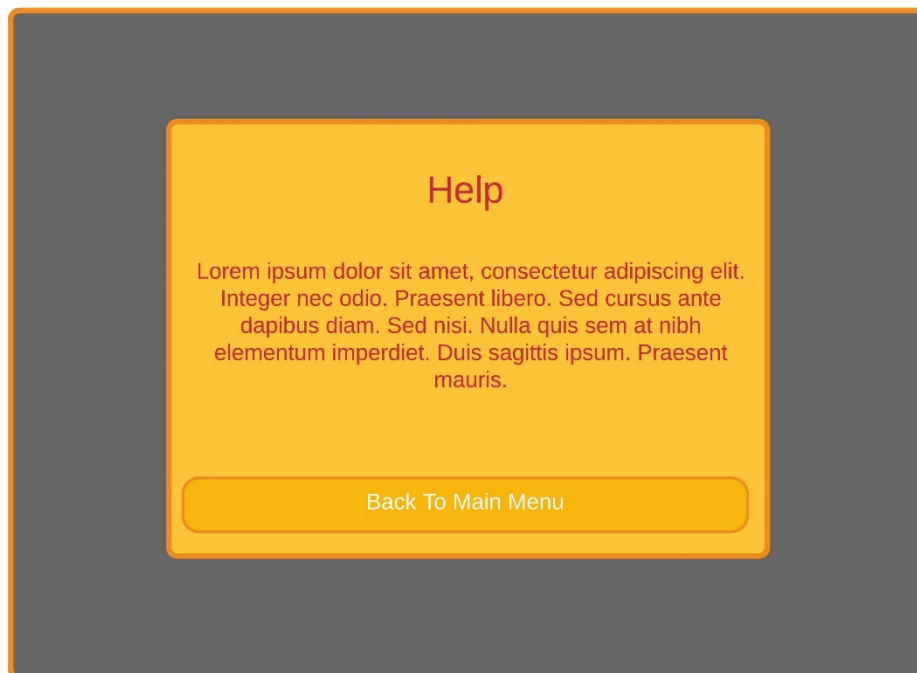 Help
Lorem ipsum dolor sit amet, consectetur adipiscing elit.
Integer nec odio. Praesent libero. Sed cursus ante
dapibus diam. Sed nisi. Nulla quis sem at nibh
elementum imperdiet. Duis sagittis ipsum. Praesent
mauris.
Back To Main Menu